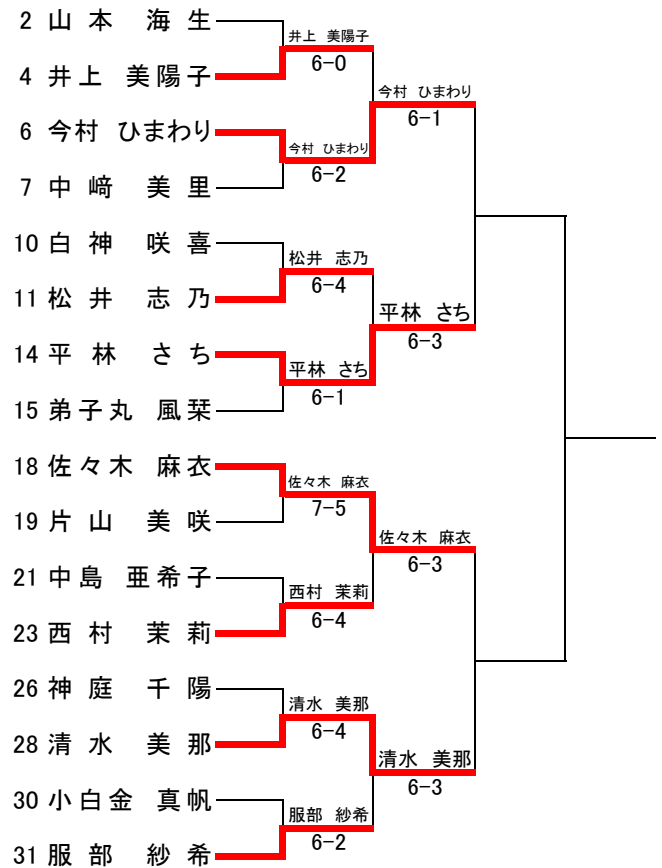 2 山本 海生
4 井上 美陽子
6 今村 ひまわり
7 中﨑 美里
10 白神 咲喜
11 松井 志乃
14 平林 さち
15 弟子丸 風栞
18 佐々木 麻衣
19 片山 美咲
21 中島 亜希子
23 西村 茉莉
26 神庭 千陽
28 清水 美那
30 小白金 真帆
31 服部 紗希
井上 美陽子
6-0
今村 ひまわり
6-2
松井 志乃
6-4
平林 さち
6-1
佐々木 麻衣
7-5
西村 茉莉
6-4
清水 美那
6-4
服部 紗希
6-2
今村 ひまわり
6-1
平林 さち
6-3
佐々木 麻衣
6-3
清水 美那
6-3